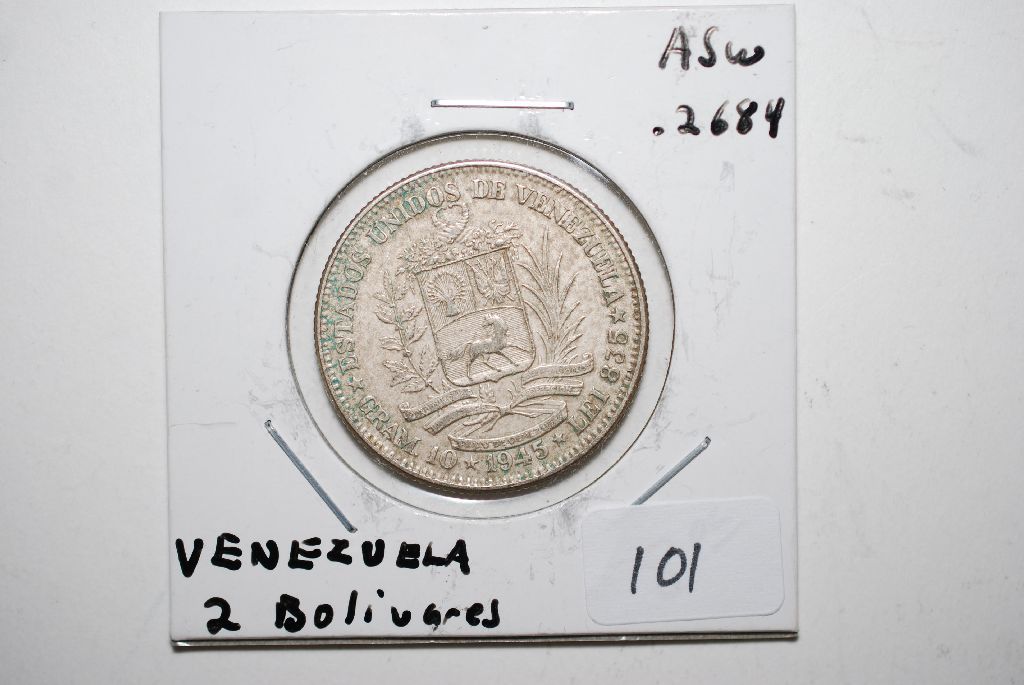 ASW
.2684
★ ESTADOS UNIDOS DE VENEZUELA ★
GRAM 10 ★ 1945 ★ LEI 835
VENEZUELA
2 Bolivares
101